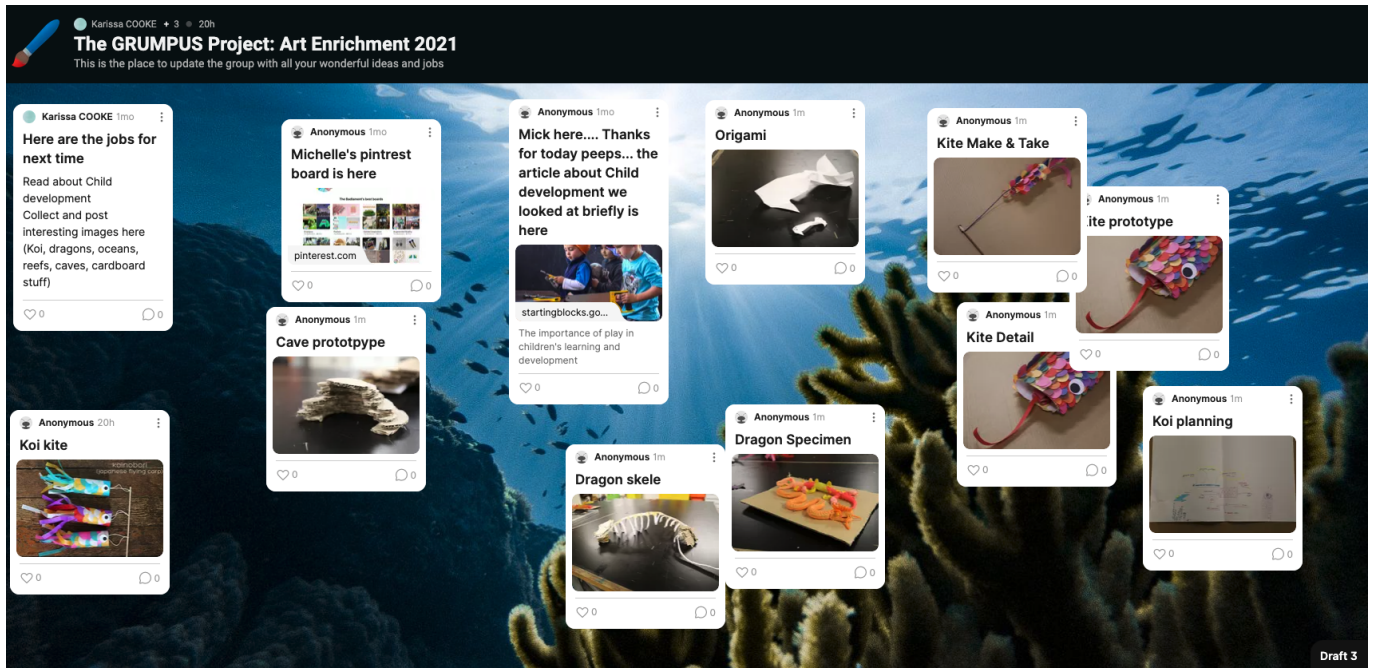 Karissa COOKE + 3 20h
The GRUMPUS Project: Art Enrichment 2021
This is the place to update the group with all your wonderful ideas and jobs
Karissa COOKE 1mo
Here are the jobs for
next time
Read about Child
development
Collect and post
interesting images here
(Koi, dragons, oceans,
reefs, caves, cardboard
stuff)
0 0
Anonymous 20h
Koi kite
koinobori
(japanese flying carp
0 0
Anonymous 1mo
Michelle's pintrest
board is here
pinterest.com
0 0
Anonymous 1m
Cave prototpype
0 0
Anonymous 1mo
Mick here.... Thanks
for today peeps... the
article about Child
development we
looked at briefly is
here
startingblocks.go...
The importance of play in
children's learning and
development
0 0
Anonymous 1m
Dragon skele
0 0
Anonymous 1m
Origami
0 0
Anonymous 1m
Dragon Specimen
0 0
Anonymous 1m
Kite Make & Take
0 0
Anonymous 1m
ite prototype
0 0
Anonymous 1m
Kite Detail
0 0
Anonymous 1m
Koi planning
0 0
Draft 3